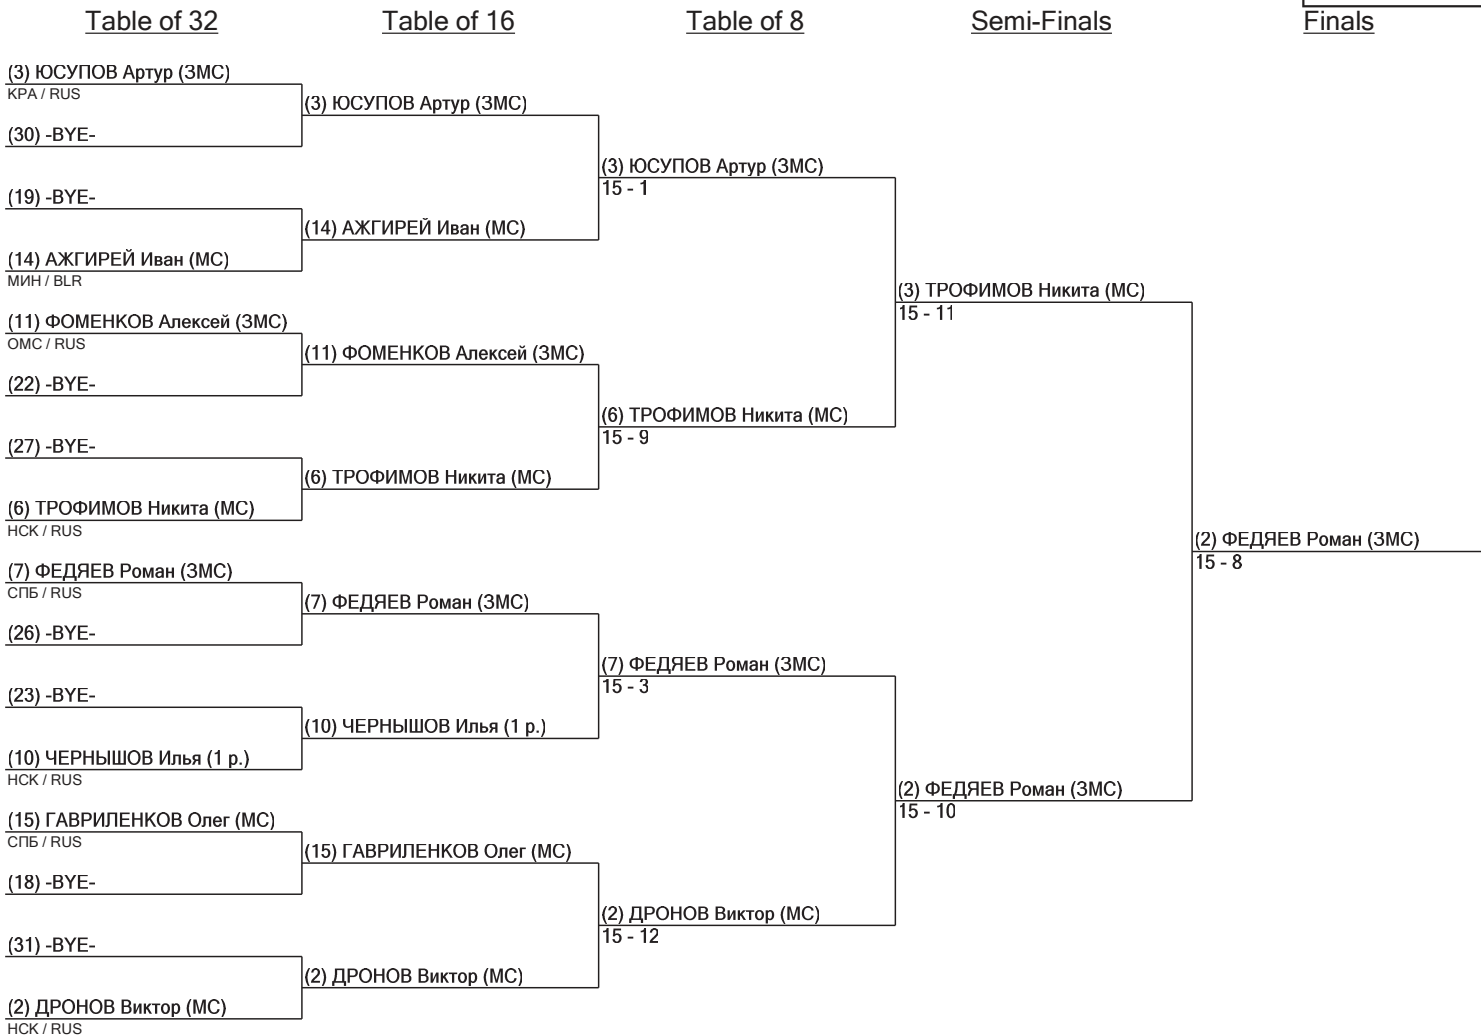 Table of 32
Table of 16
Table of 8
Semi-Finals
Finals
(3) ЮСУПОВ Артур (ЗМС)
КРА / RUS
(30) -BYE-
(19) -BYE-
(14) АЖГИРЕЙ Иван (МС)
МИН / BLR
(11) ФОМЕНКОВ Алексей (ЗМС)
ОМС / RUS
(22) -BYE-
(27) -BYE-
(6) ТРОФИМОВ Никита (МС)
НСК / RUS
(7) ФЕДЯЕВ Роман (ЗМС)
СПБ / RUS
(26) -BYE-
(23) -BYE-
(10) ЧЕРНЫШОВ Илья (1 р.)
НСК / RUS
(15) ГАВРИЛЕНКОВ Олег (МС)
СПБ / RUS
(18) -BYE-
(31) -BYE-
(2) ДРОНОВ Виктор (МС)
НСК / RUS
(3) ЮСУПОВ Артур (ЗМС)
(14) АЖГИРЕЙ Иван (МС)
(11) ФОМЕНКОВ Алексей (ЗМС)
(6) ТРОФИМОВ Никита (МС)
(7) ФЕДЯЕВ Роман (ЗМС)
(10) ЧЕРНЫШОВ Илья (1 р.)
(15) ГАВРИЛЕНКОВ Олег (МС)
(2) ДРОНОВ Виктор (МС)
(3) ЮСУПОВ Артур (ЗМС)
15 - 1
(6) ТРОФИМОВ Никита (МС)
15 - 9
(7) ФЕДЯЕВ Роман (ЗМС)
15 - 3
(2) ДРОНОВ Виктор (МС)
15 - 12
(3) ТРОФИМОВ Никита (МС)
15 - 11
(2) ФЕДЯЕВ Роман (ЗМС)
15 - 10
(2) ФЕДЯЕВ Роман (ЗМС)
15 - 8